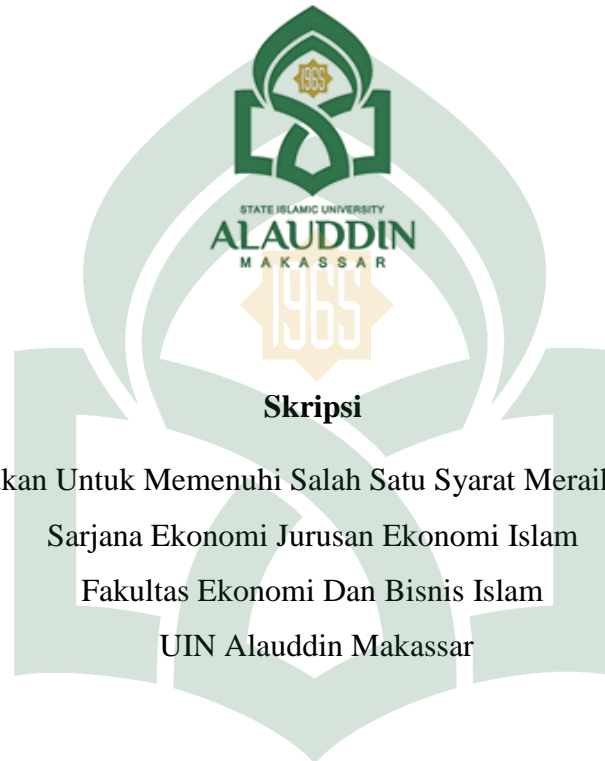 1965
STATE ISLAMIC UNIVERSITY
ALAUDDIN
MAKASSAR
1965
Skripsi
Untuk Memenuhi Salah Satu Syarat
Sarjana Ekonomi Jurusan Ekonomi Islam
Fakultas Ekonomi Dan Bisnis Islam
UIN Alauddin Makassar